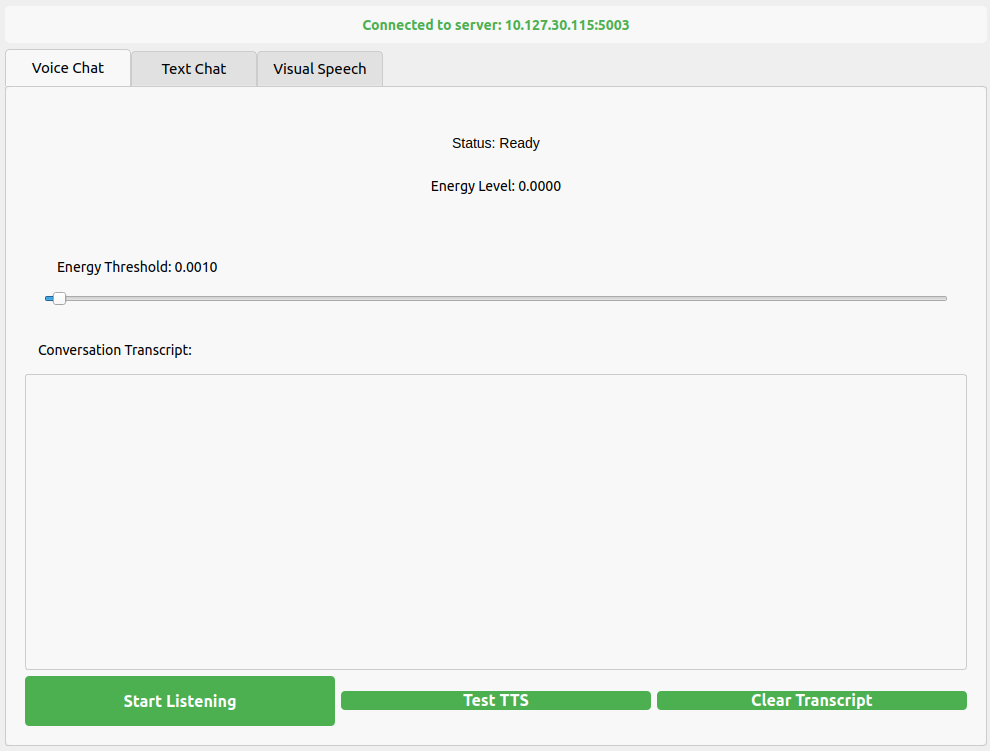 Connected to server: 10.127.30.115:5003
Voice Chat Text Chat Visual Speech
Status: Ready
Energy Level: 0.0000
Energy Threshold: 0.0010
Conversation Transcript:
Start Listening Test TTS Clear Transcript